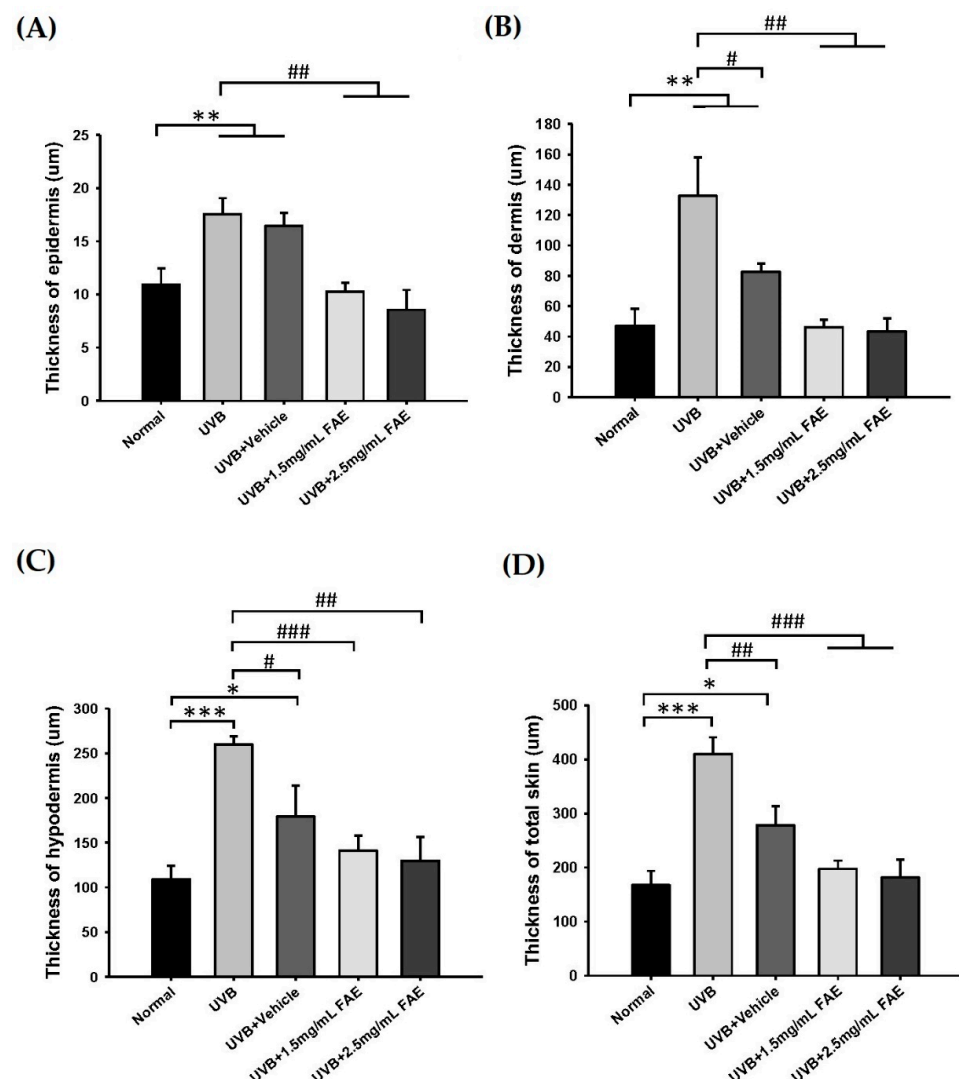 (A)
##
**
Thickness of epidermis (um)
25
20
15
10
5
0
Normal
UVB
UVB+Vehicle
UVB+1.5mg/mL FAE
UVB+2.5mg/mL FAE
(B)
##
#
**
Thickness of dermis (um)
180
160
140
120
100
80
60
40
20
0
Normal
UVB
UVB+Vehicle
UVB+1.5mg/mL FAE
UVB+2.5mg/mL FAE
(C)
##
###
#
*
***
Thickness of hypodermis (um)
300
250
200
150
100
50
0
Normal
UVB
UVB+Vehicle
UVB+1.5mg/mL FAE
UVB+2.5mg/mL FAE
(D)
###
##
*
***
Thickness of total skin (um)
500
400
300
200
100
0
Normal
UVB
UVB+Vehicle
UVB+1.5mg/mL FAE
UVB+2.5mg/mL FAE